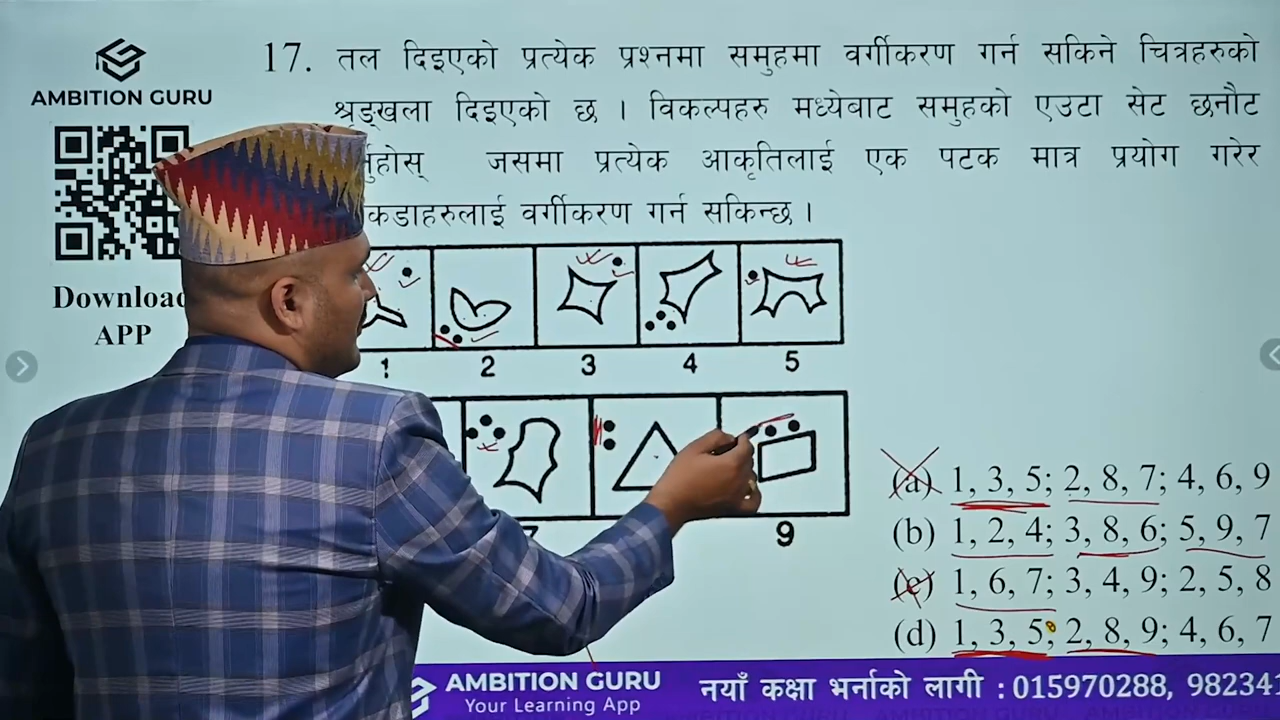 AMBITION GURU
17. तल दिइएको प्रत्येक प्रश्नमा समुहमा वर्गीकरण गर्न सकिने चित्रहरुको
श्रङ्खला दिइएको छ । विकल्पहरु मध्येबाट समुहको एउटा सेट छनौट
जसमा प्रत्येक आकृतिलाई एक पटक मात्र प्रयोग गरेर
वर्गीकरण गर्न सकिन्छ ।
Download
APP
1 2 3 4 5
9
(a) 1, 3, 5; 2, 8, 7; 4, 6, 9
(b) 1, 2, 4; 3, 8, 6; 5, 9, 7
(c) 1, 6, 7; 3, 4, 9; 2, 5, 8
(d) 1, 3, 5; 2, 8, 9; 4, 6, 7
AMBITION GURU
Your Learning App
नयाँ कक्षा भर्नाको लागी : 015970288, 98234